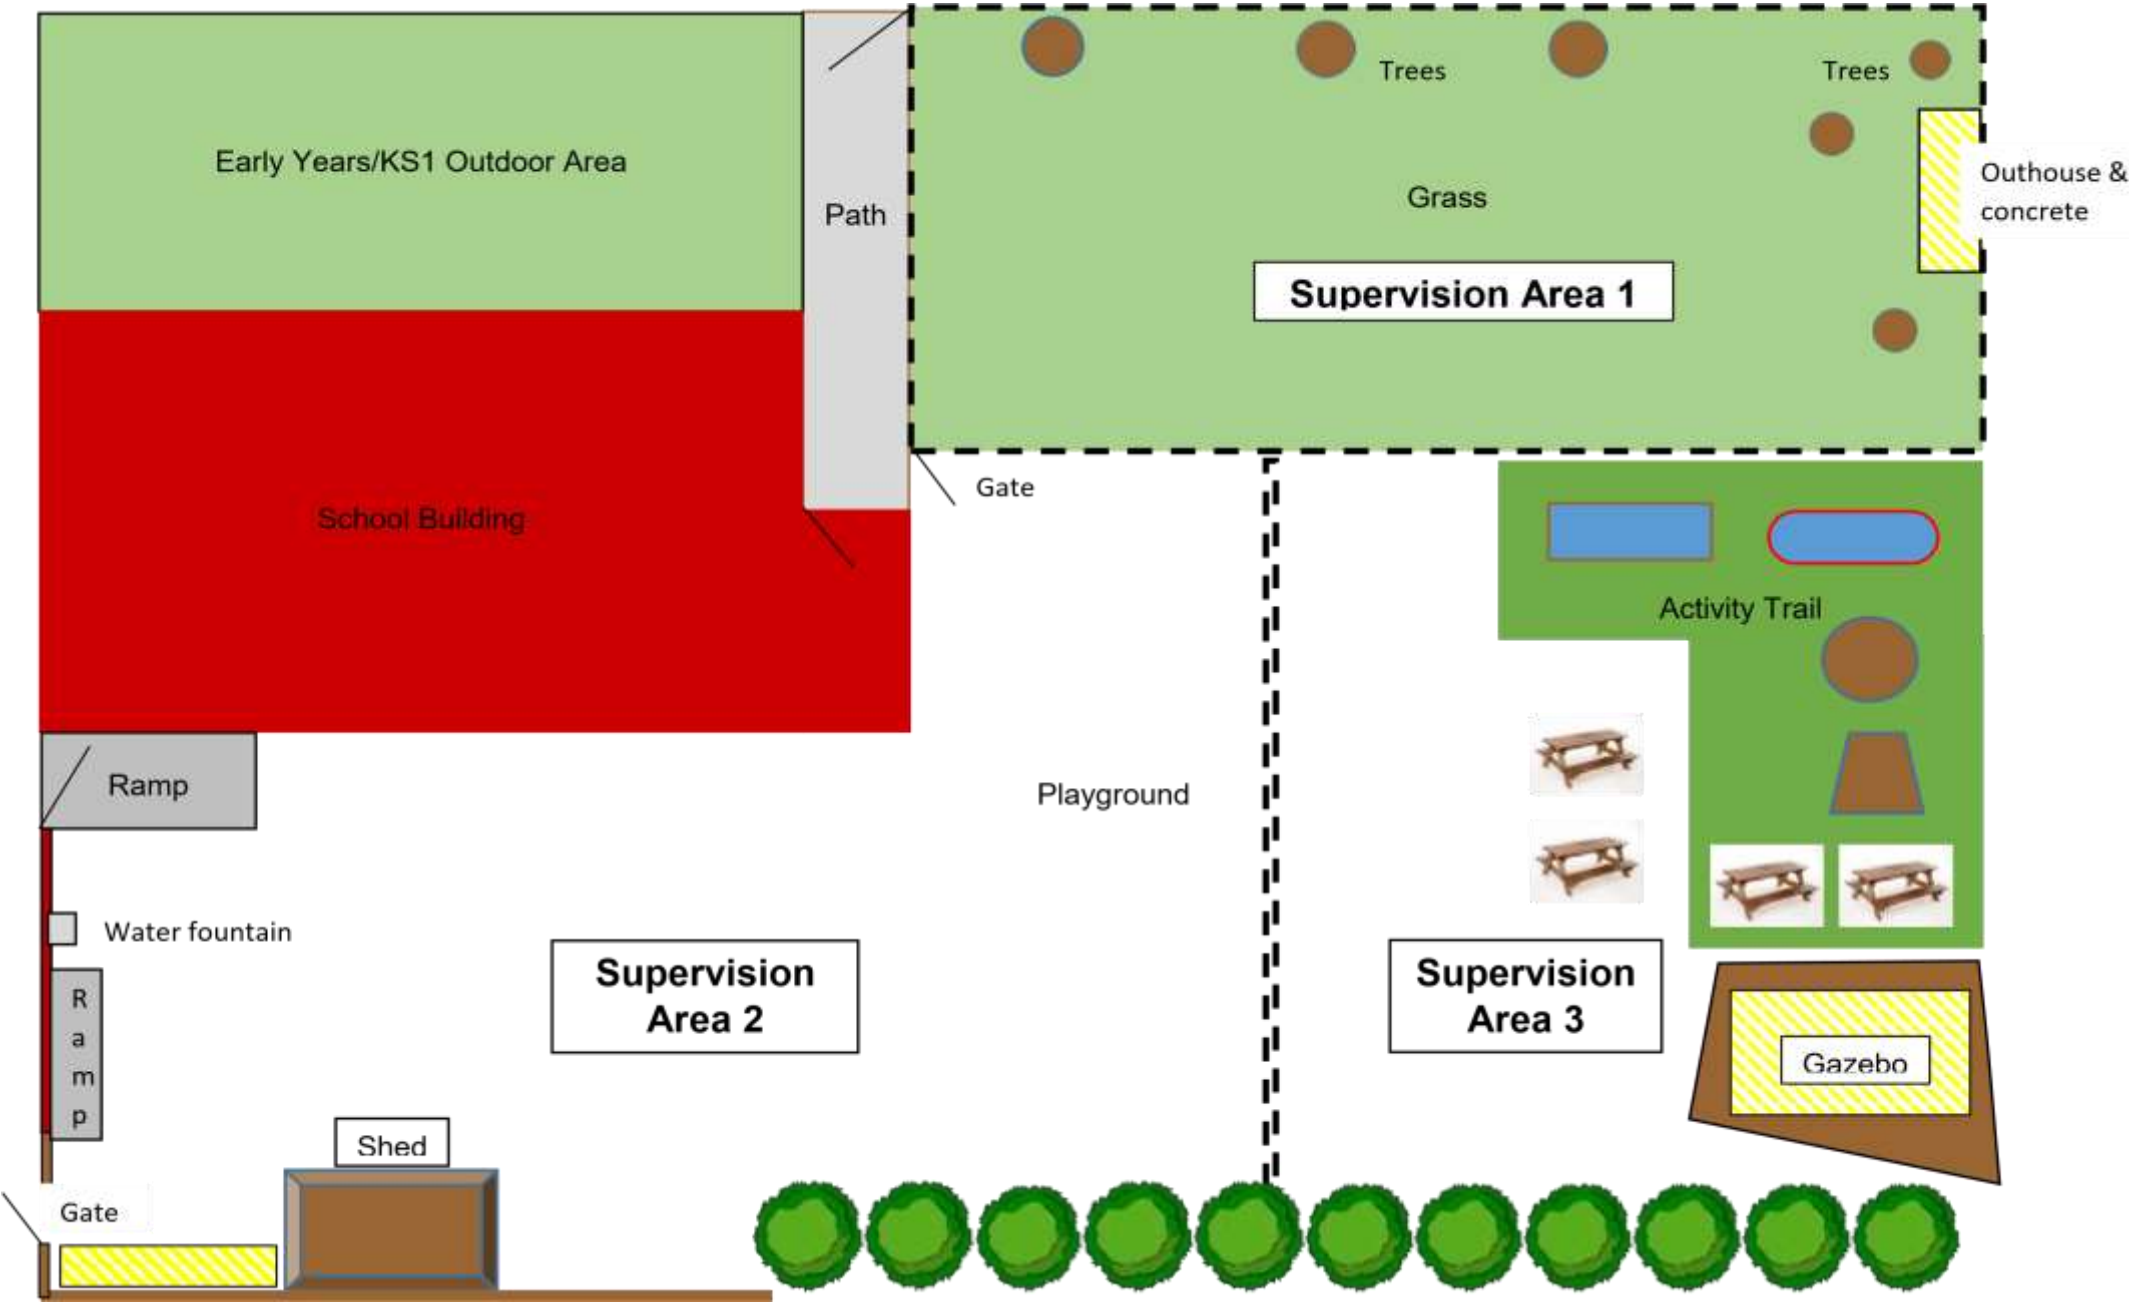 Trees
Trees
Early Years/KS1 Outdoor Area
Path
Grass
Outhouse &
concrete
Supervision Area 1
Gate
School Building
Activity Trail
Ramp
Playground
Water fountain
Supervision
Area 2
Supervision
Area 3
R
a
m
p
Gazebo
Shed
Gate